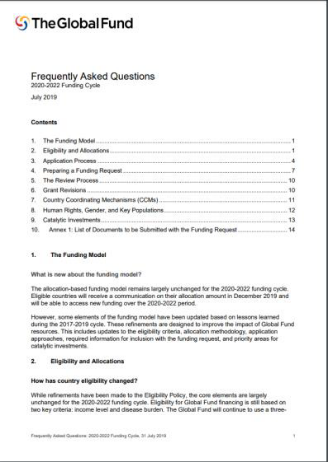 The Global Fund
Frequently Asked Questions
2020-2022 Funding Cycle
July 2019
Contents
1. The Funding Model ........ 1
2. Eligibility and Allocations ........ 1
3. Application Process ........ 4
4. Preparing a Funding Request ........ 7
5. The Review Process ........ 10
6. Grant Revisions ........ 10
7. Country Coordinating Mechanisms (CCMs) ........ 11
8. Human Rights, Gender, and Key Populations ........ 12
9. Catalytic Investments ........ 13
10. Annex 1: List of Documents to be Submitted with the Funding Request ........ 14
1. The Funding Model
What is new about the funding model?
The allocation-based funding model remains largely unchanged for the 2020-2022 funding cycle.
Eligible countries will receive a communication on their allocation amount in December 2019 and
will be able to access new funding over the 2020-2022 period.
However, some elements of the funding model have been updated based on lessons learned
during the 2017-2019 cycle. These refinements are designed to improve the impact of Global Fund
resources. This includes updates to the eligibility criteria, allocation methodology, application
approaches, required information for inclusion with the funding request, and priority areas for
catalytic investments.
2. Eligibility and Allocations
How has country eligibility changed?
While refinements have been made to the Eligibility Policy, the core elements are largely
unchanged for the 2020-2022 funding cycle. Eligibility for Global Fund financing is still based on
two key criteria: income level and disease burden. The Global Fund will continue to use a three-
Frequently Asked Questions: 2020-2022 Funding Cycle, 31 July 2019 1